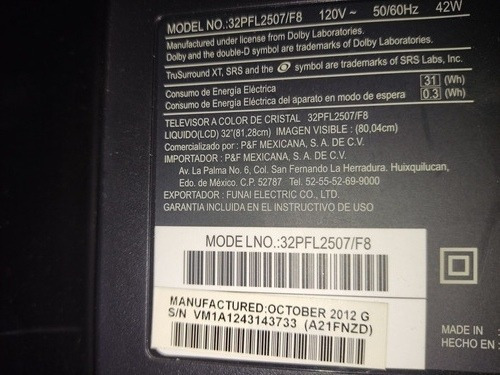 MODEL NO.:32PFL2507/F8 120V~ 50/60Hz 42W
Manufactured under license from Dolby Laboratories.
Dolby and the double-D symbol are trademarks of Dolby Laboratories.
TruSurround XT, SRS and the symbol are trademarks of SRS Labs, Inc.
Consumo de Energía Eléctrica 31 (Wh)
Consumo de Energía Eléctrica del aparato en modo de espera 0.3 (Wh)
TELEVISOR A COLOR DE CRISTAL 32PFL2507/F8
LIQUIDO(LCD) 32"(81,28cm) IMAGEN VISIBLE : (80,04cm)
Comercializado por : P&F MEXICANA, S.A. DE C.V.
IMPORTADOR : P&F MEXICANA, S.A. DE C.V.
Av. La Palma No. 6, Col. San Fernando La Herradura. Huixquilucan,
Edo. de México. C.P. 52787 Tel. 52-55-52-69-9000
EXPORTADOR : FUNAI ELECTRIC CO., LTD.
GARANTIA INCLUIDA EN EL INSTRUCTIVO DE USO
MODELNO.:32PFL2507/F8
MANUFACTURED:OCTOBER 2012 G
S/N VM1A1243143733 (A21FNZD)
MADE IN
HECHO EN